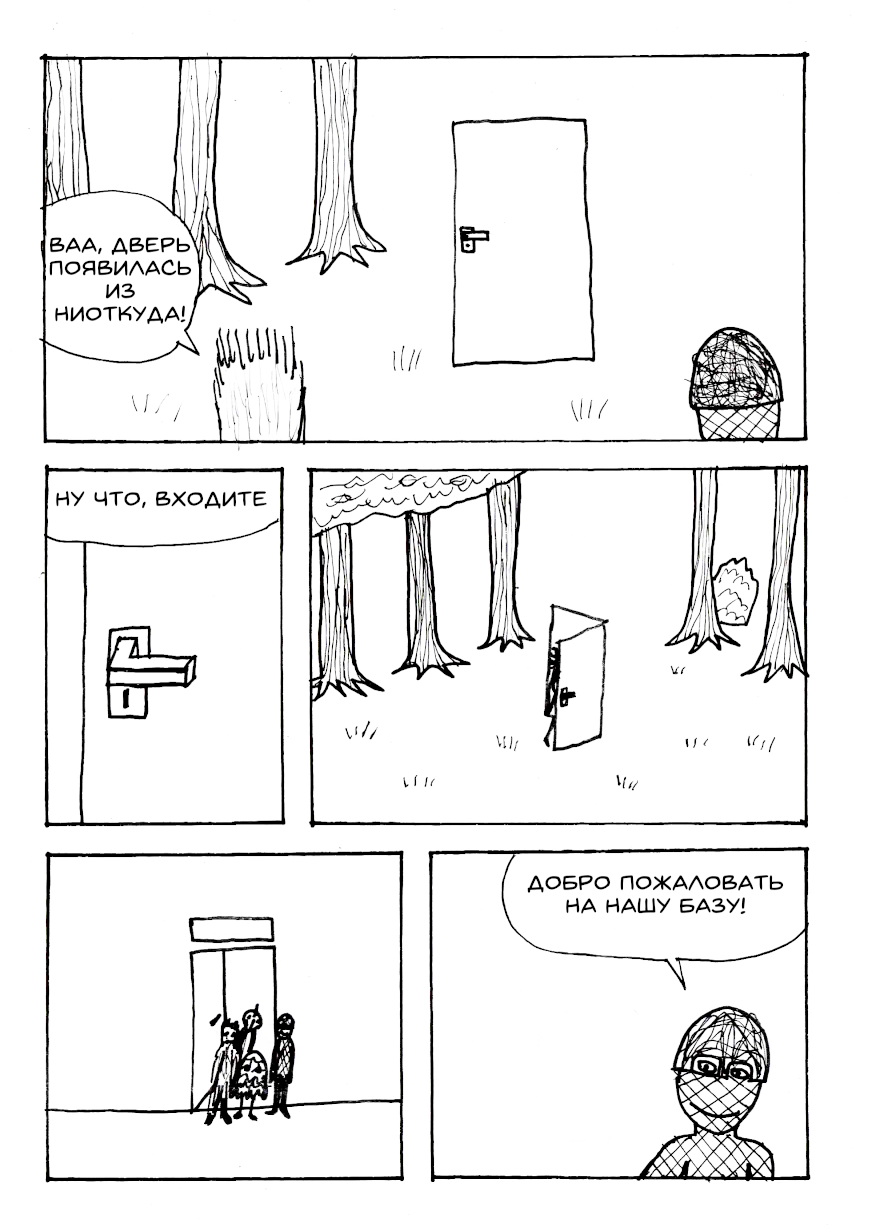 ВАА, ДВЕРЬ
ПОЯВИЛАСЬ
ИЗ
НИОТКУДА!
НУ ЧТО, ВХОДИТЕ
ДОБРО ПОЖАЛОВАТЬ
НА НАШУ БАЗУ!